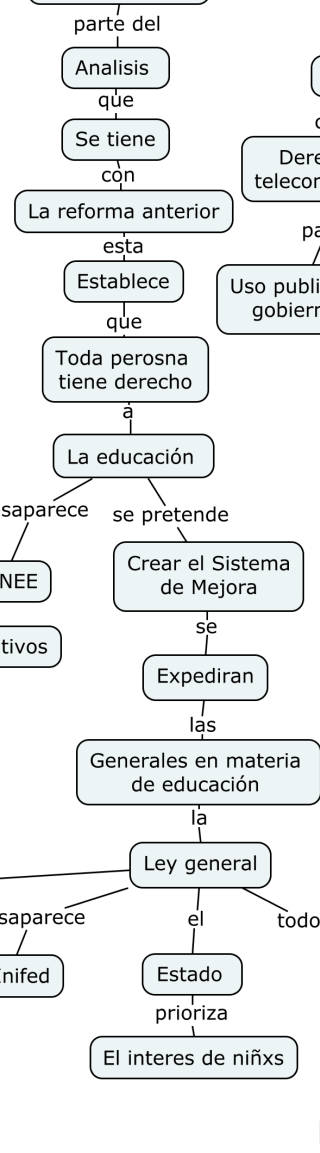 parte del
Analisis
que
Se tiene
con
La reforma anterior
esta
Establece
que
Toda perosna
tiene derecho
a
La educación
se pretende
Crear el Sistema
de Mejora
se
Expediran
las
Generales en materia
de educación
la
Ley general
el
todo
Estado
prioriza
El interes de niñxs
Uso publi
gobierr
Dere
telecor
pa
saparece
NEE
tivos
saparece
nifed